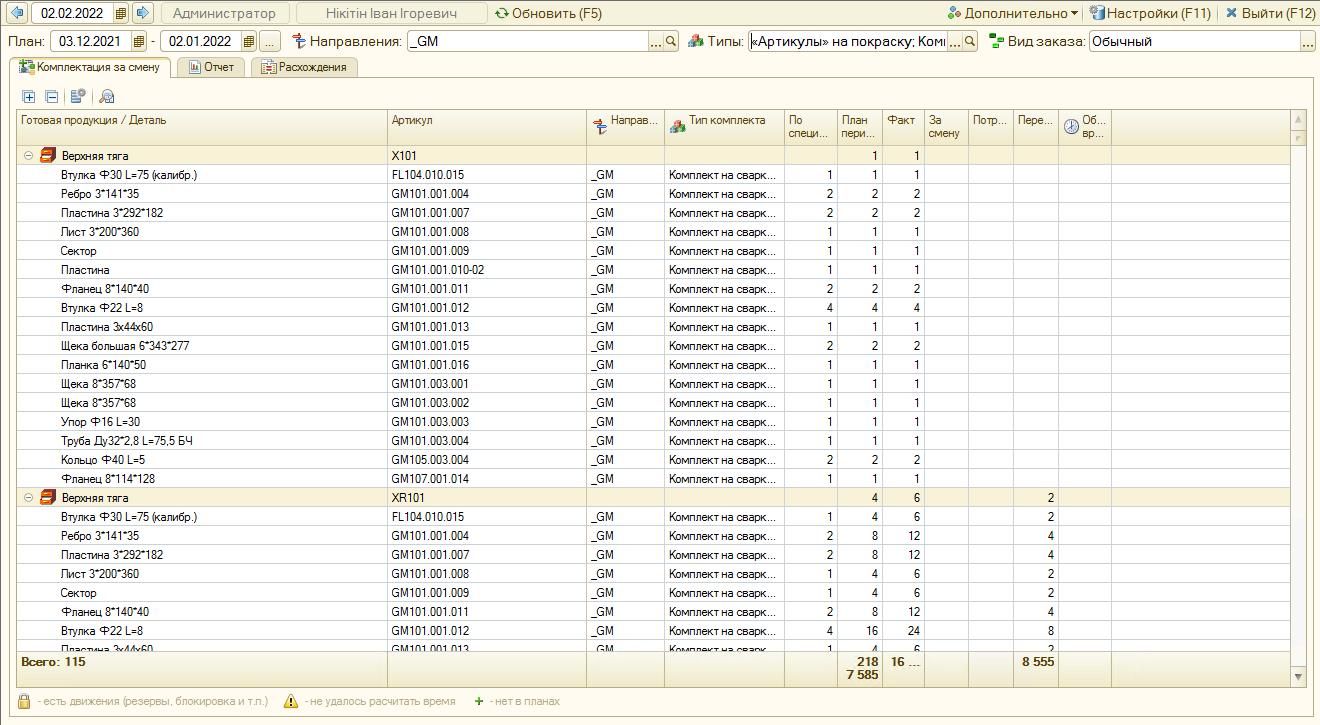 02.02.2022 Администратор Нікітін Іван Ігоревич Обновить (F5) Дополнительно Настройки (F11) Выйти (F12)
План: 03.12.2021 - 02.01.2022 ... Направления: _GM ... Типы: «Артикулы» на покраску; Ком ... Вид заказа: Обычный ...
Комплектация за смену Отчет Расхождения
Готовая продукция / Деталь Артикул Направ... Тип комплекта По специ... План пери... Факт За смену Потр... Пере... Об... вр...
Верхняя тяга X101 1 1
Втулка Ф30 L=75 (калибр.) FL104.010.015 _GM Комплект на сварк... 1 1 1
Ребро 3*141*35 GM101.001.004 _GM Комплект на сварк... 2 2 2
Пластина 3*292*182 GM101.001.007 _GM Комплект на сварк... 2 2 2
Лист 3*200*360 GM101.001.008 _GM Комплект на сварк... 1 1 1
Сектор GM101.001.009 _GM Комплект на сварк... 1 1 1
Пластина GM101.001.010-02 _GM Комплект на сварк... 1 1 1
Фланец 8*140*40 GM101.001.011 _GM Комплект на сварк... 2 2 2
Втулка Ф22 L=8 GM101.001.012 _GM Комплект на сварк... 4 4 4
Пластина 3х44х60 GM101.001.013 _GM Комплект на сварк... 1 1 1
Щека большая 6*343*277 GM101.001.015 _GM Комплект на сварк... 2 2 2
Планка 6*140*50 GM101.001.016 _GM Комплект на сварк... 1 1 1
Щека 8*357*68 GM101.003.001 _GM Комплект на сварк... 1 1 1
Щека 8*357*68 GM101.003.002 _GM Комплект на сварк... 1 1 1
Упор Ф16 L=30 GM101.003.003 _GM Комплект на сварк... 1 1 1
Труба Ду32*2,8 L=75,5 БЧ GM101.003.004 _GM Комплект на сварк... 1 1 1
Кольцо Ф40 L=5 GM105.003.004 _GM Комплект на сварк... 2 2 2
Фланец 8*114*128 GM107.001.014 _GM Комплект на сварк... 1 1 1
Верхняя тяга XR101 4 6 2
Втулка Ф30 L=75 (калибр.) FL104.010.015 _GM Комплект на сварк... 1 4 6 2
Ребро 3*141*35 GM101.001.004 _GM Комплект на сварк... 2 8 12 4
Пластина 3*292*182 GM101.001.007 _GM Комплект на сварк... 2 8 12 4
Лист 3*200*360 GM101.001.008 _GM Комплект на сварк... 1 4 6 2
Сектор GM101.001.009 _GM Комплект на сварк... 1 4 6 2
Фланец 8*140*40 GM101.001.011 _GM Комплект на сварк... 2 8 12 4
Втулка Ф22 L=8 GM101.001.012 _GM Комплект на сварк... 4 16 24 8
Пластина 3х44х60 GM101.001.013 _GM Комплект на сварк... 1 4 6 2
Всего: 115 218 16 ... 8 555
7 585
- есть движения (резервы, блокировка и т.п.) - не удалось расчитать время - нет в планах